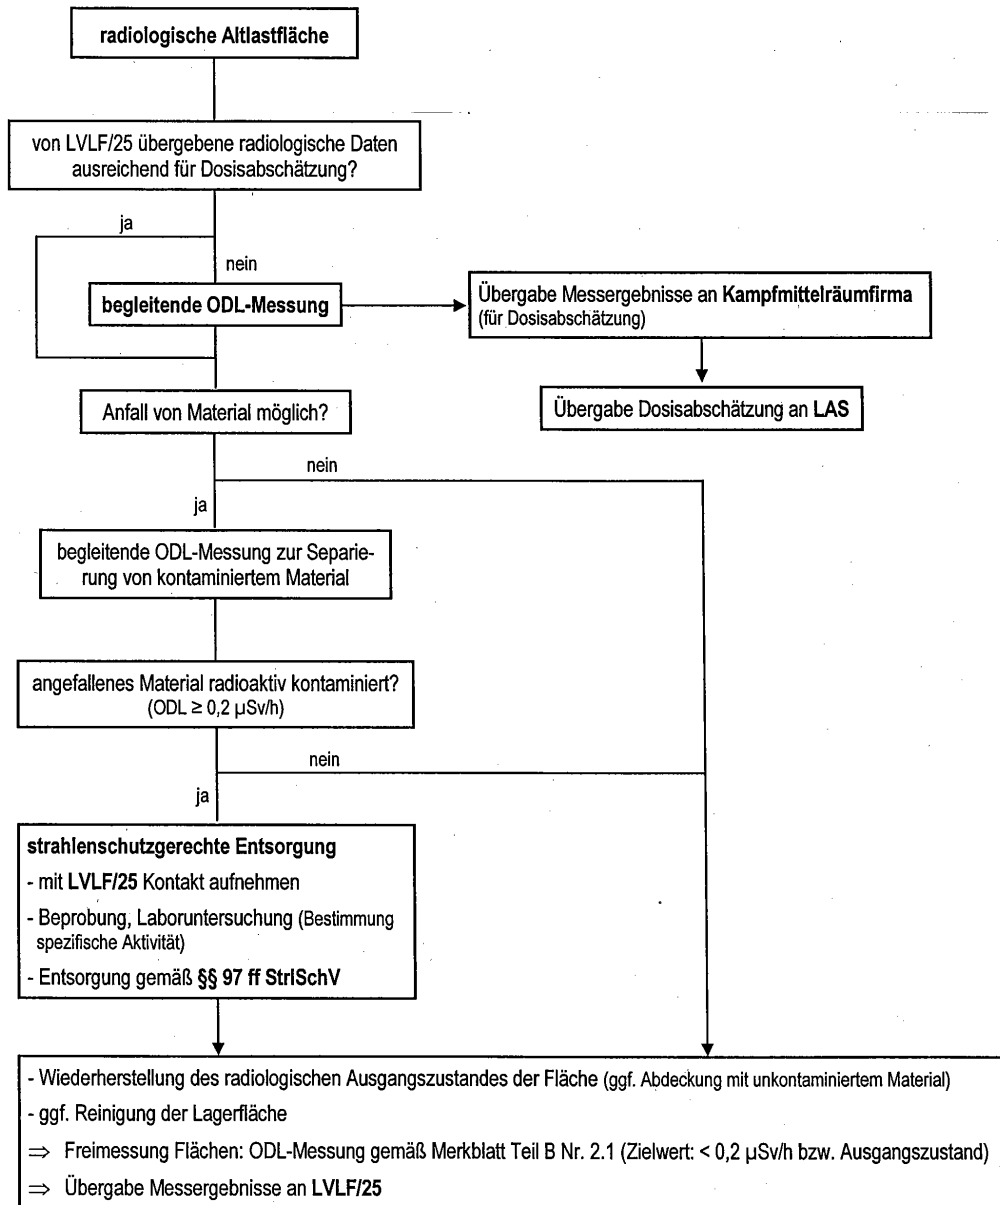 radiologische Altlastfläche
von LVLF/25 übergebene radiologische Daten
ausreichend für Dosisabschätzung?
ja
nein
begleitende ODL-Messung
Übergabe Messergebnisse an Kampfmittelräumfirma
(für Dosisabschätzung)
Übergabe Dosisabschätzung an LAS
Anfall von Material möglich?
nein
ja
begleitende ODL-Messung zur Separie-
rung von kontaminiertem Material
angefallenes Material radioaktiv kontaminiert?
(ODL ≥ 0,2 µSv/h)
nein
ja
strahlenschutzgerechte Entsorgung
- mit LVLF/25 Kontakt aufnehmen
- Beprobung, Laboruntersuchung (Bestimmung
spezifische Aktivität)
- Entsorgung gemäß §§ 97 ff StrlSchV
- Wiederherstellung des radiologischen Ausgangszustandes der Fläche (ggf. Abdeckung mit unkontaminiertem Material)
- ggf. Reinigung der Lagerfläche
⇒ Freimessung Flächen: ODL-Messung gemäß Merkblatt Teil B Nr. 2.1 (Zielwert: < 0,2 µSv/h bzw. Ausgangszustand)
⇒ Übergabe Messergebnisse an LVLF/25